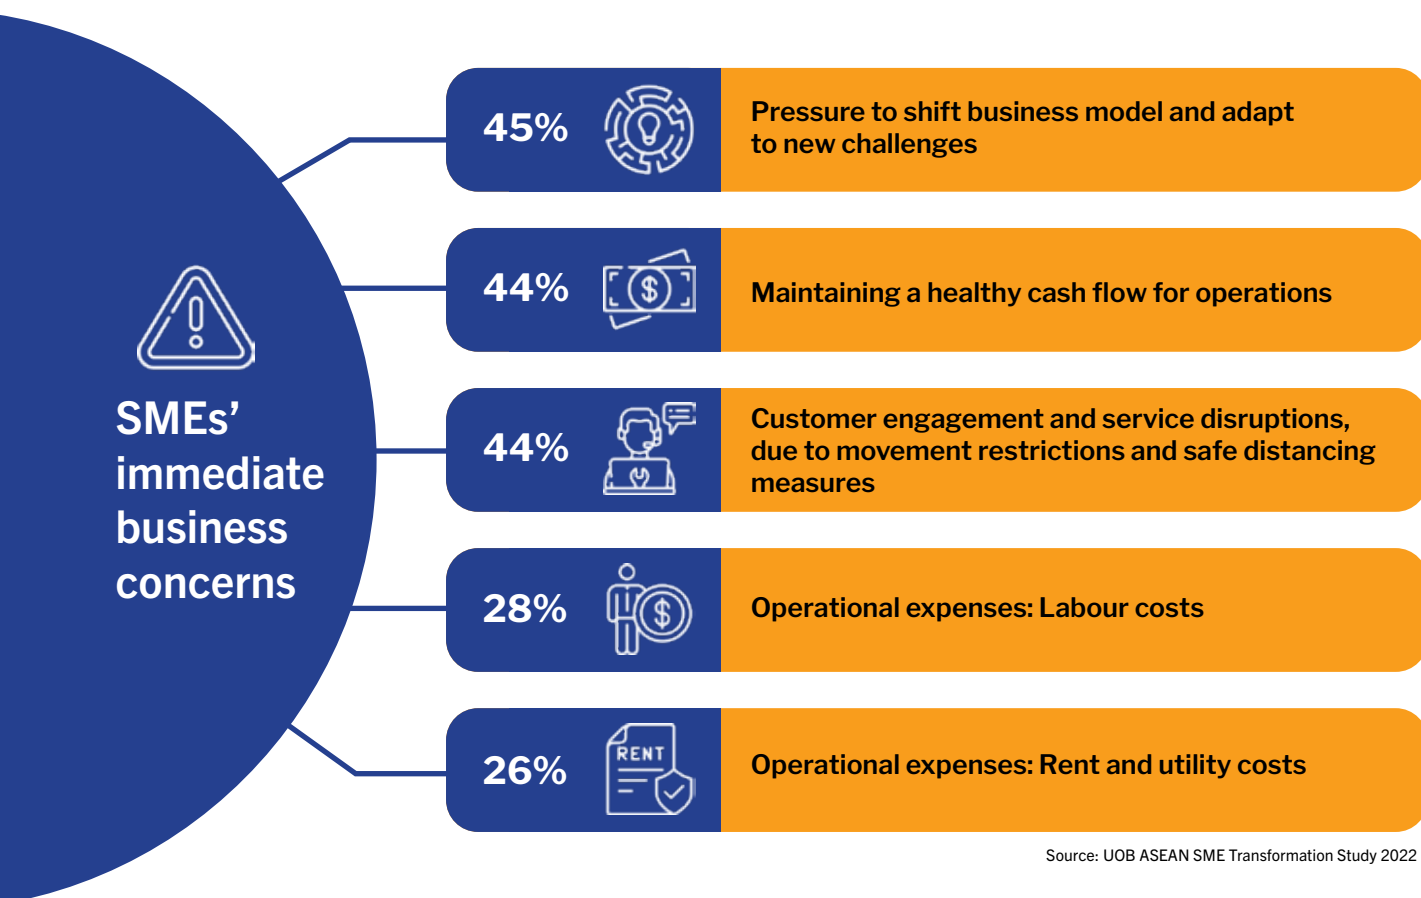 SMEs’
immediate
business
concerns
45%
Pressure to shift business model and adapt
to new challenges
44%
Maintaining a healthy cash flow for operations
44%
Customer engagement and service disruptions,
due to movement restrictions and safe distancing
measures
28%
Operational expenses: Labour costs
26%
RENT
Operational expenses: Rent and utility costs
Source: UOB ASEAN SME Transformation Study 2022